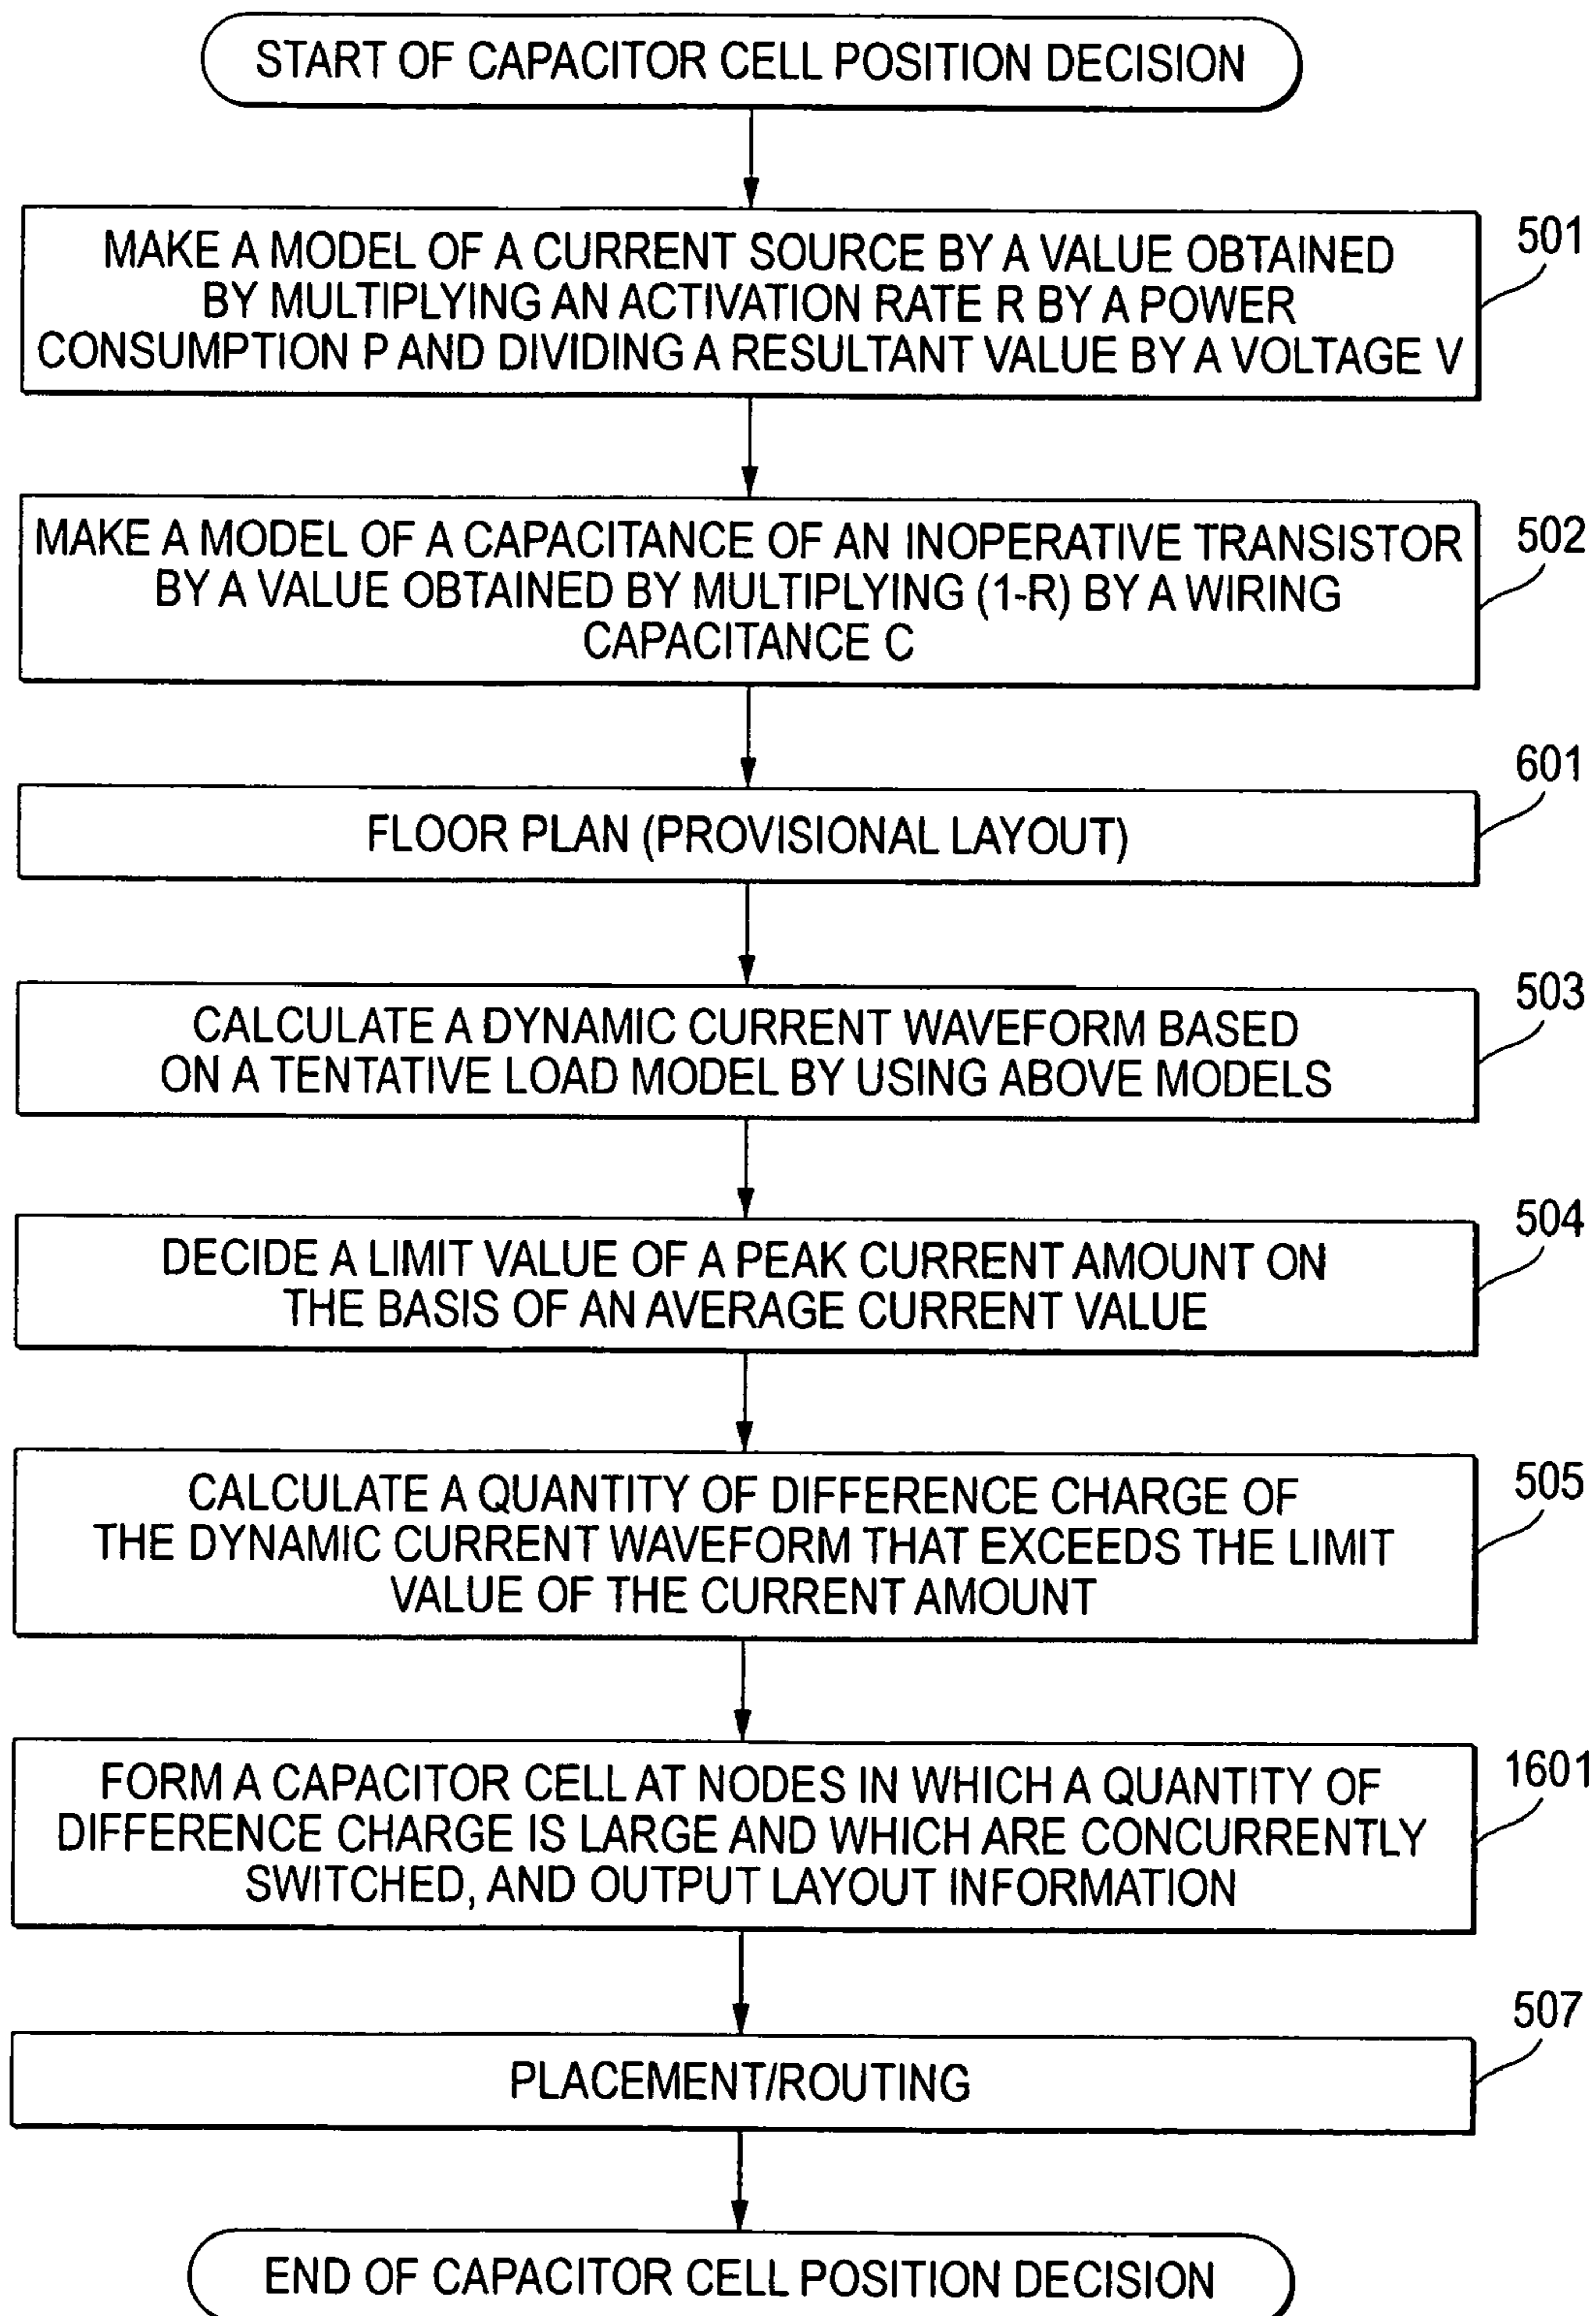 START OF CAPACITOR CELL POSITION DECISION
501
MAKE A MODEL OF A CURRENT SOURCE BY A VALUE OBTAINED
BY MULTIPLYING AN ACTIVATION RATE R BY A POWER
CONSUMPTION P AND DIVIDING A RESULTANT VALUE BY A VOLTAGE V
502
MAKE A MODEL OF A CAPACITANCE OF AN INOPERATIVE TRANSISTOR
BY A VALUE OBTAINED BY MULTIPLYING (1-R) BY A WIRING
CAPACITANCE C
601
FLOOR PLAN (PROVISIONAL LAYOUT)
503
CALCULATE A DYNAMIC CURRENT WAVEFORM BASED
ON A TENTATIVE LOAD MODEL BY USING ABOVE MODELS
504
DECIDE A LIMIT VALUE OF A PEAK CURRENT AMOUNT ON
THE BASIS OF AN AVERAGE CURRENT VALUE
505
CALCULATE A QUANTITY OF DIFFERENCE CHARGE OF
THE DYNAMIC CURRENT WAVEFORM THAT EXCEEDS THE LIMIT
VALUE OF THE CURRENT AMOUNT
1601
FORM A CAPACITOR CELL AT NODES IN WHICH A QUANTITY OF
DIFFERENCE CHARGE IS LARGE AND WHICH ARE CONCURRENTLY
SWITCHED, AND OUTPUT LAYOUT INFORMATION
507
PLACEMENT/ROUTING
END OF CAPACITOR CELL POSITION DECISION